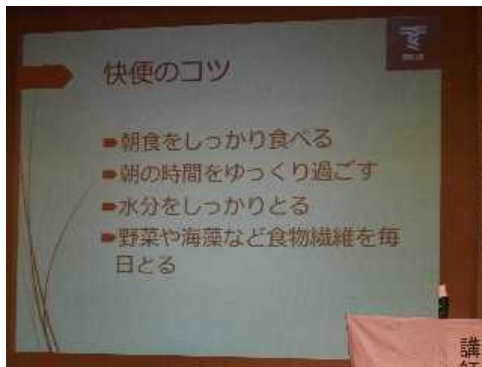 快便のコツ
朝食をしっかり食べる
朝の時間をゆっくり過ごす
水分をしっかりとる
野菜や海藻など食物繊維を毎
日とる
講師